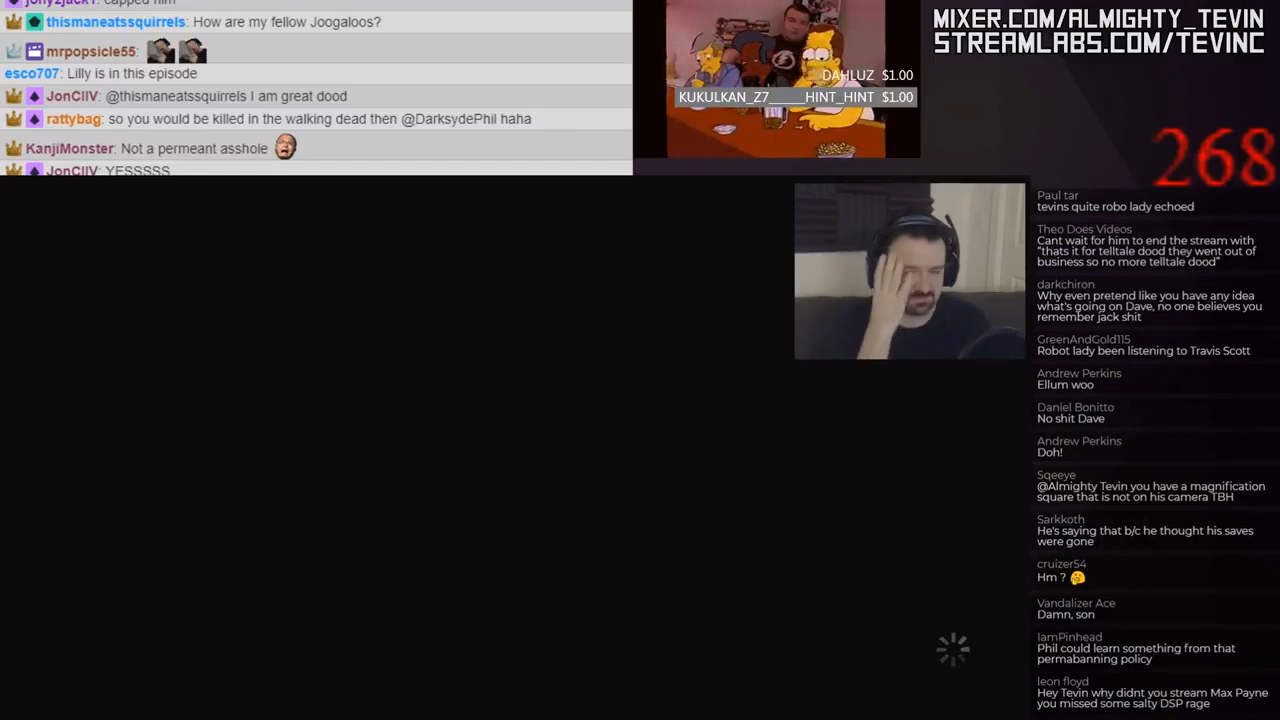 jonyzjack1: capped him
thismaneatssquirrels: How are my fellow Joogaloos?
mrpopsicle55:
esco707: Lilly is in this episode
JonCIIV: @thismaneatssquirrels I am great dood
rattybag: so you would be killed in the walking dead then @DarksydePhil haha
KanjiMonster: Not a permeant asshole
JonCIIV: YESSSSS
DAHLUZ $1.00
KUKULKAN_Z7_____HINT_HINT $1.00
MIXER.COM/ALMIGHTY_TEVIN
STREAMLABS.COM/TEVINC
268
Paul tar
tevins quite robo lady echoed
Theo Does Videos
Cant wait for him to end the stream with
"thats it for telltale dood they went out of
business so no more telltale dood"
darkchiron
Why even pretend like you have any idea
what's going on Dave, no one believes you
remember jack shit
GreenAndGold115
Robot lady been listening to Travis Scott
Andrew Perkins
Ellum woo
Daniel Bonitto
No shit Dave
Andrew Perkins
Doh!
Sqeeye
@Almighty Tevin you have a magnification
square that is not on his camera TBH
Sarkkoth
He's saying that b/c he thought his saves
were gone
cruizer54
Hm ?
Vandalizer Ace
Damn, son
IamPinhead
Phil could learn something from that
permabanning policy
leon floyd
Hey Tevin why didnt you stream Max Payne
you missed some salty DSP rage